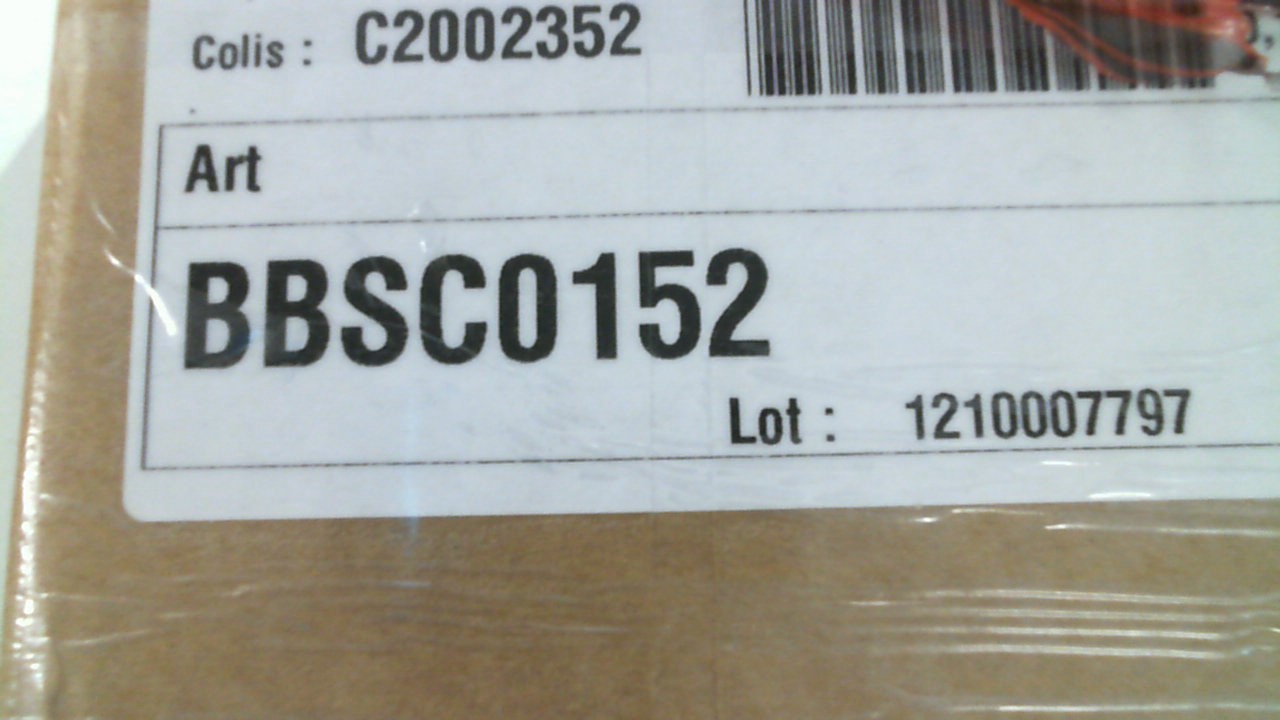 Colis : C2002352
Art
BBSC0152
Lot : 1210007797